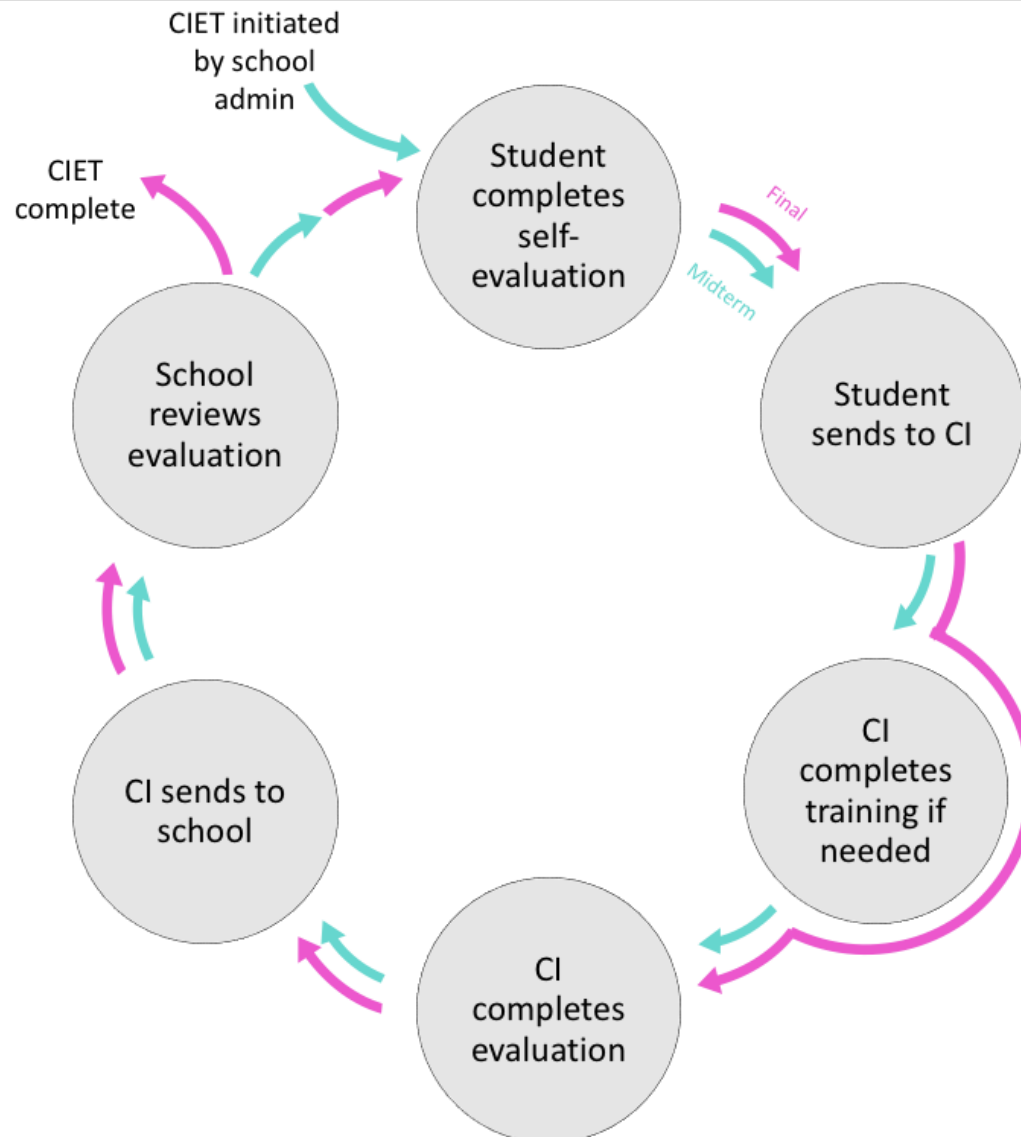 CIET initiated
by school
admin
CIET
complete
Student
completes
self-
evaluation
Final
Midterm
Student
sends to CI
CI
completes
training if
needed
CI
completes
evaluation
CI sends to
school
School
reviews
evaluation